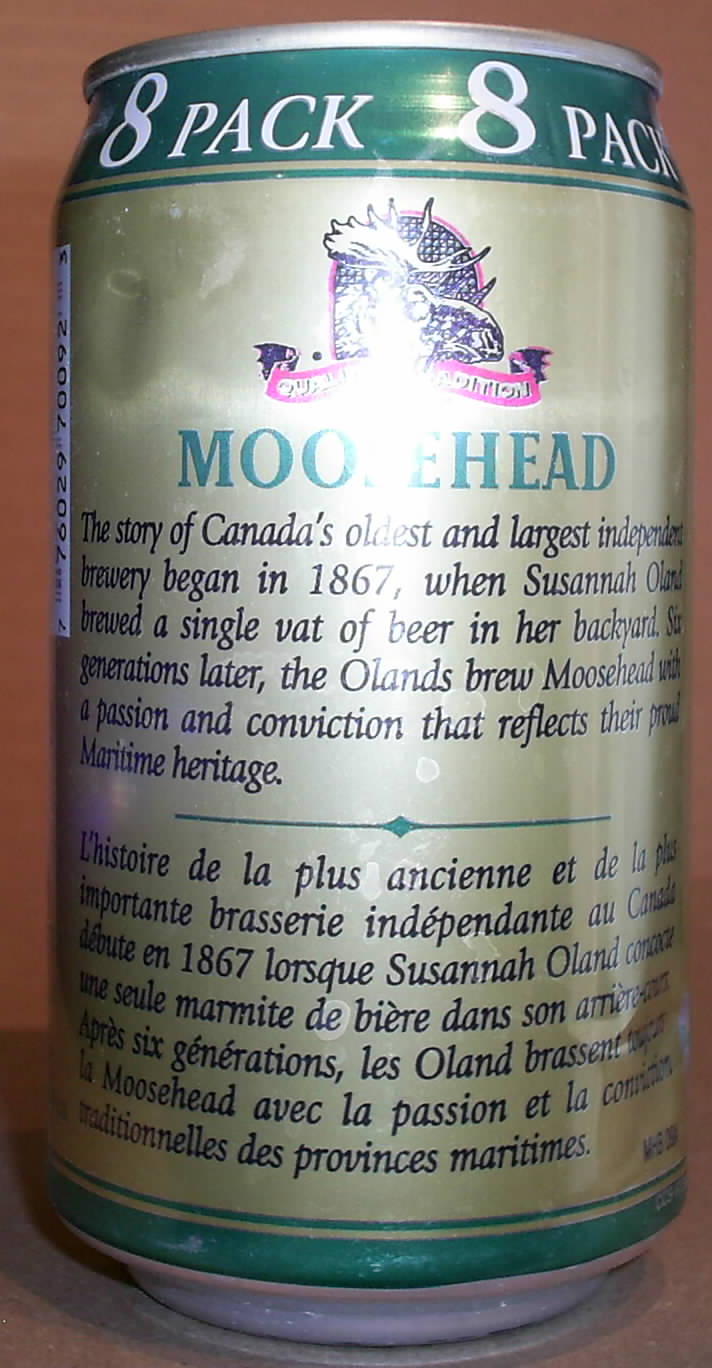 8 PACK 8 PACK
TRADITION
MOOSEHEAD
The story of Canada's oldest and largest independent
brewery began in 1867, when Susannah Oland
brewed a single vat of beer in her backyard. Six
generations later, the Olands brew Moosehead with
a passion and conviction that reflects their proud
Maritime heritage.
L'histoire de la plus ancienne et de la plus
importante brasserie indépendante au Canada
débute en 1867 lorsque Susannah Oland concocte
une seule marmite de bière dans son arrière-cour.
Après six générations, les Oland brassent toujours
la Moosehead avec la passion et la conviction
traditionnelles des provinces maritimes.
7 76029 70092 3